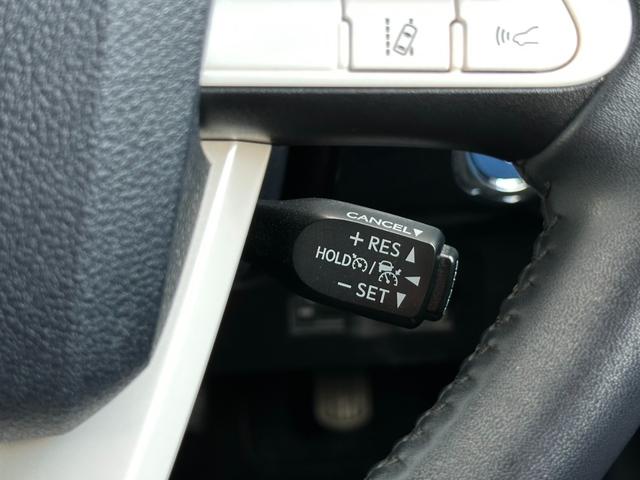 CANCEL▼
+ RES ▲
HOLD / ◄
− SET ▼